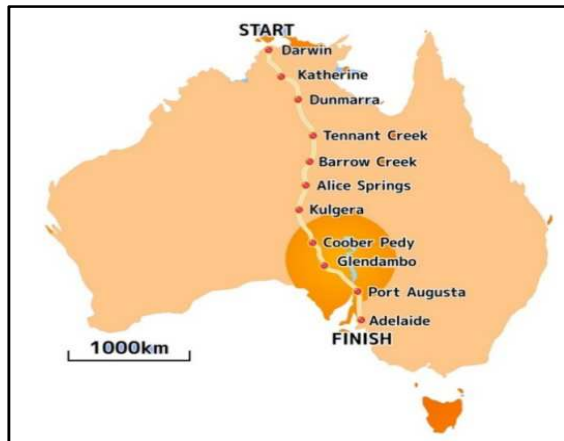 START
Darwin
Katherine
Dunmarra
Tennant Creek
Barrow Creek
Alice Springs
Kulgera
Coober Pedy
Glendambo
Port Augusta
Adelaide
FINISH
1000km